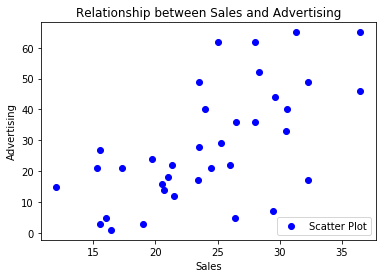 Relationship between Sales and Advertising
Advertising
60
50
40
30
20
10
0
15 20 25 30 35
Sales
Scatter Plot